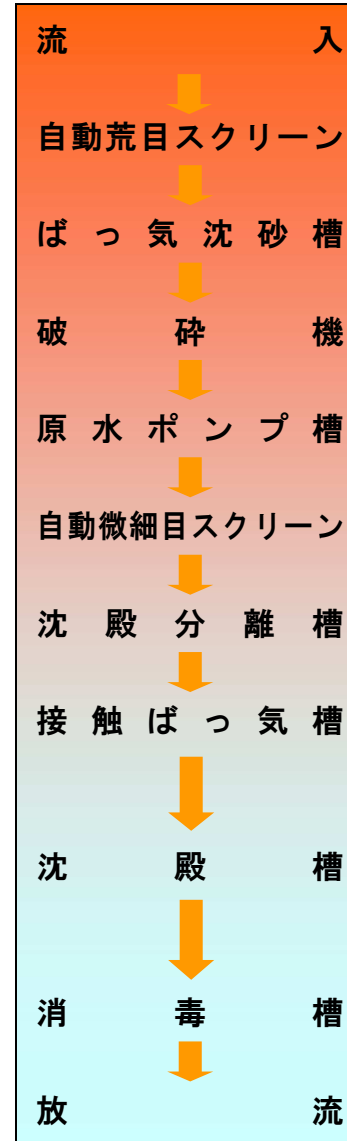 流入
自動荒目スクリーン
ばっ気沈砂槽
破砕機
原水ポンプ槽
自動微細目スクリーン
沈殿分離槽
接触ばっ気槽
沈殿槽
消毒槽
放流